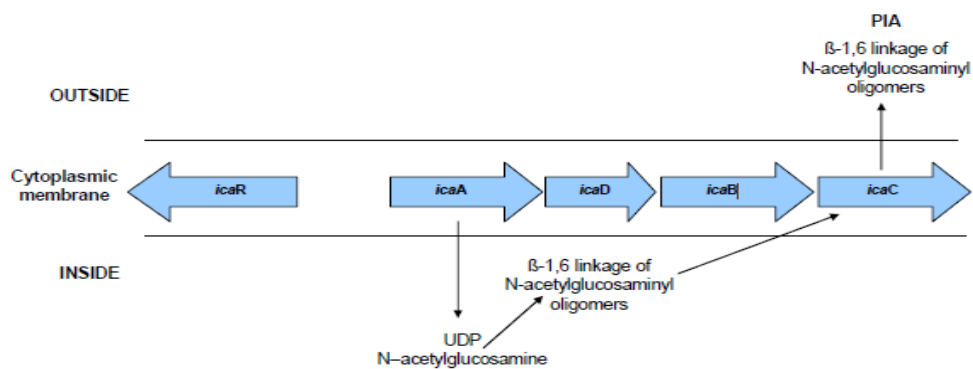 PIA
ß-1,6 linkage of
N-acetylglucosaminyl
oligomers
OUTSIDE
Cytoplasmic
membrane
icaR
icaA
icaD
icaB
icaC
INSIDE
ß-1,6 linkage of
N-acetylglucosaminyl
oligomers
UDP
N–acetylglucosamine